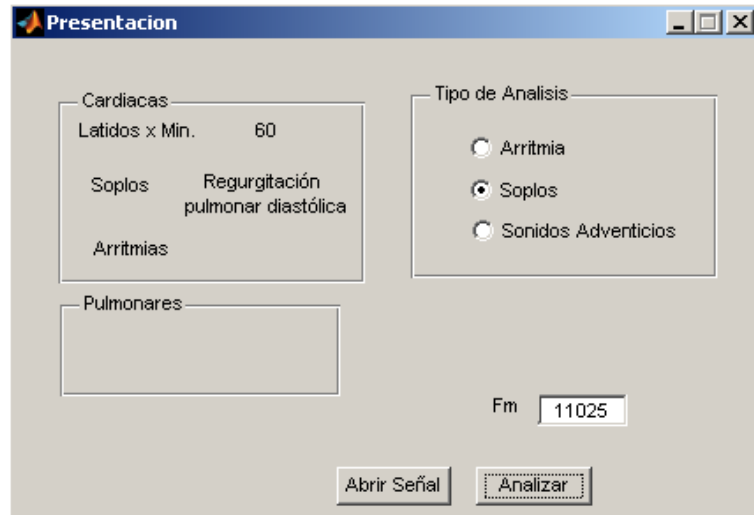 Presentacion
Cardiacas
Latidos x Min. 60
Soplos Regurgitación
pulmonar diastólica
Arritmias
Pulmonares
Tipo de Analisis
Arritmia
Soplos
Sonidos Adventicios
Fm 11025
Abrir Señal Analizar